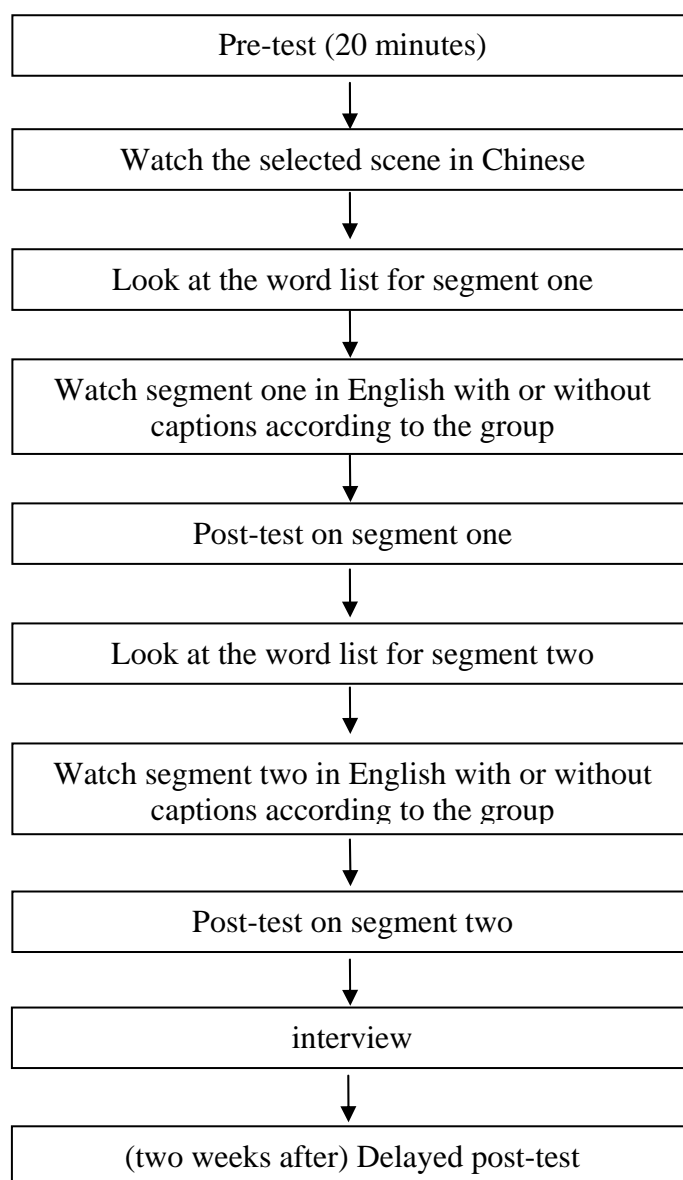 Pre-test (20 minutes)
Watch the selected scene in Chinese
Look at the word list for segment one
Watch segment one in English with or without
captions according to the group
Post-test on segment one
Look at the word list for segment two
Watch segment two in English with or without
captions according to the group
Post-test on segment two
interview
(two weeks after) Delayed post-test